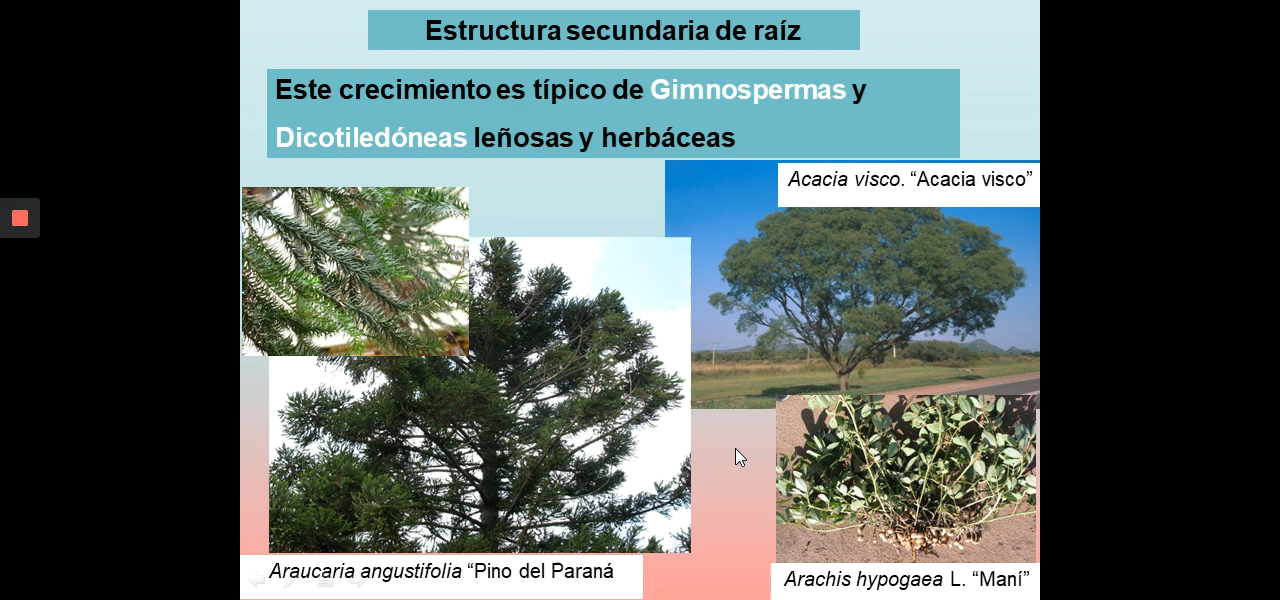 Estructura secundaria de raíz
Este crecimiento es típico de Gimnospermas y
Dicotiledóneas leñosas y herbáceas
Acacia visco. “Acacia visco”
Araucaria angustifolia “Pino del Paraná
Arachis hypogaea L. “Maní”